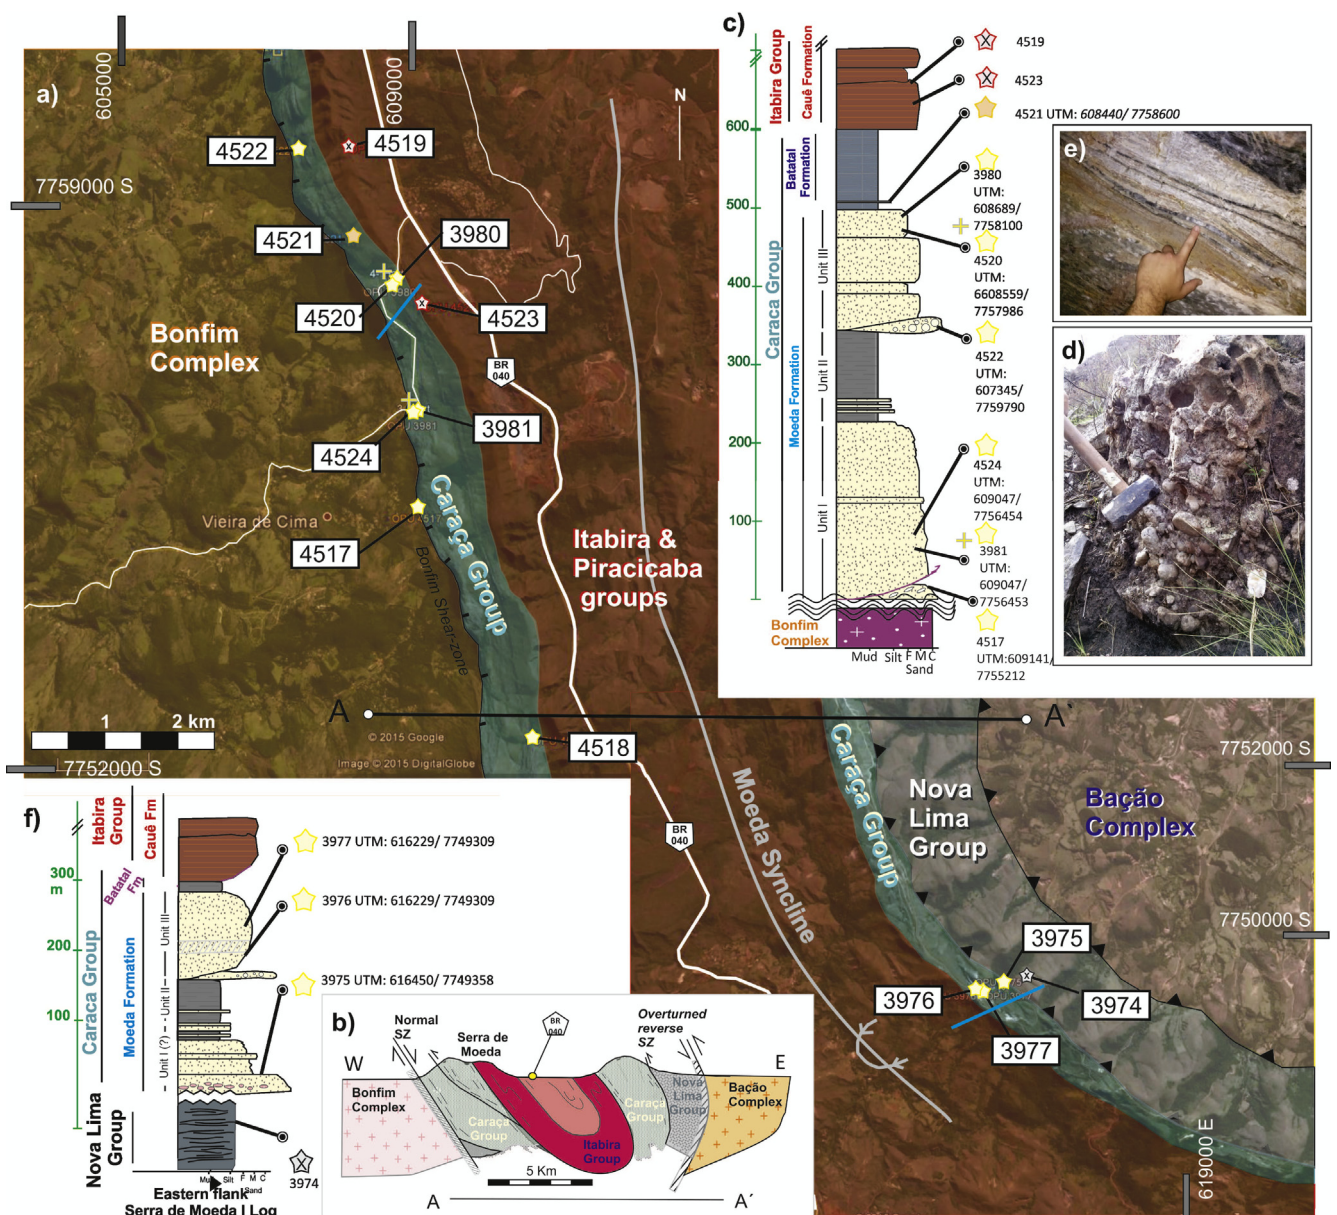 a)
605000
609000
N
4522
4519
7759000 S
4521
3980
4520
4523
Bonfim
Complex
BR
040
3981
OPU 3981
4524
Vieira de Cima
4517
Caraça Group
Bonfim Shear-zone
Itabira &
Piracicaba
groups
A
A`
1
2 km
© 2015 Google
Image © 2015 DigitalGlobe
7752000 S
4518
Moeda Syncline
BR
040
Caraça Group
Nova
Lima
Group
Bação
Complex
7752000 S
7750000 S
3975
3976
3974
3977
619000 E
c)
Itabira Group
Cauê Formation
Batatal
Formation
Caraca Group
Moeda Formation
Unit III
Unit II
Unit I
600
500
400
300
200
100
Bonfim
Complex
Mud
Silt
F M C
Sand
4519
4523
4521 UTM: 608440/ 7758600
3980
UTM:
608689/
7758100
4520
UTM:
6608559/
7757986
4522
UTM:
607345/
7759790
4524
UTM:
609047/
7756454
3981
UTM:
609047/
7756453
4517
UTM:609141/
7755212
e)
d)
f)
Itabira
Group
Cauê Fm
Batatal
Fm
Caraca Group
Moeda Formation
Unit III
Unit II
Unit I (?)
Nova Lima
Group
300
m
200
100
3977 UTM: 616229/ 7749309
3976 UTM: 616229/ 7749309
3975 UTM: 616450/ 7749358
3974
Silt
F M C
Sand
Eastern flank
Serra de Moeda I Log
b)
W
E
Normal
SZ
Serra de
Moeda
BR
040
Overturned
reverse
SZ
Bonfim
Complex
Caraça
Group
Itabira
Group
Caraça
Group
Nova
Lima
Group
Bação
Complex
5 Km
A
A´